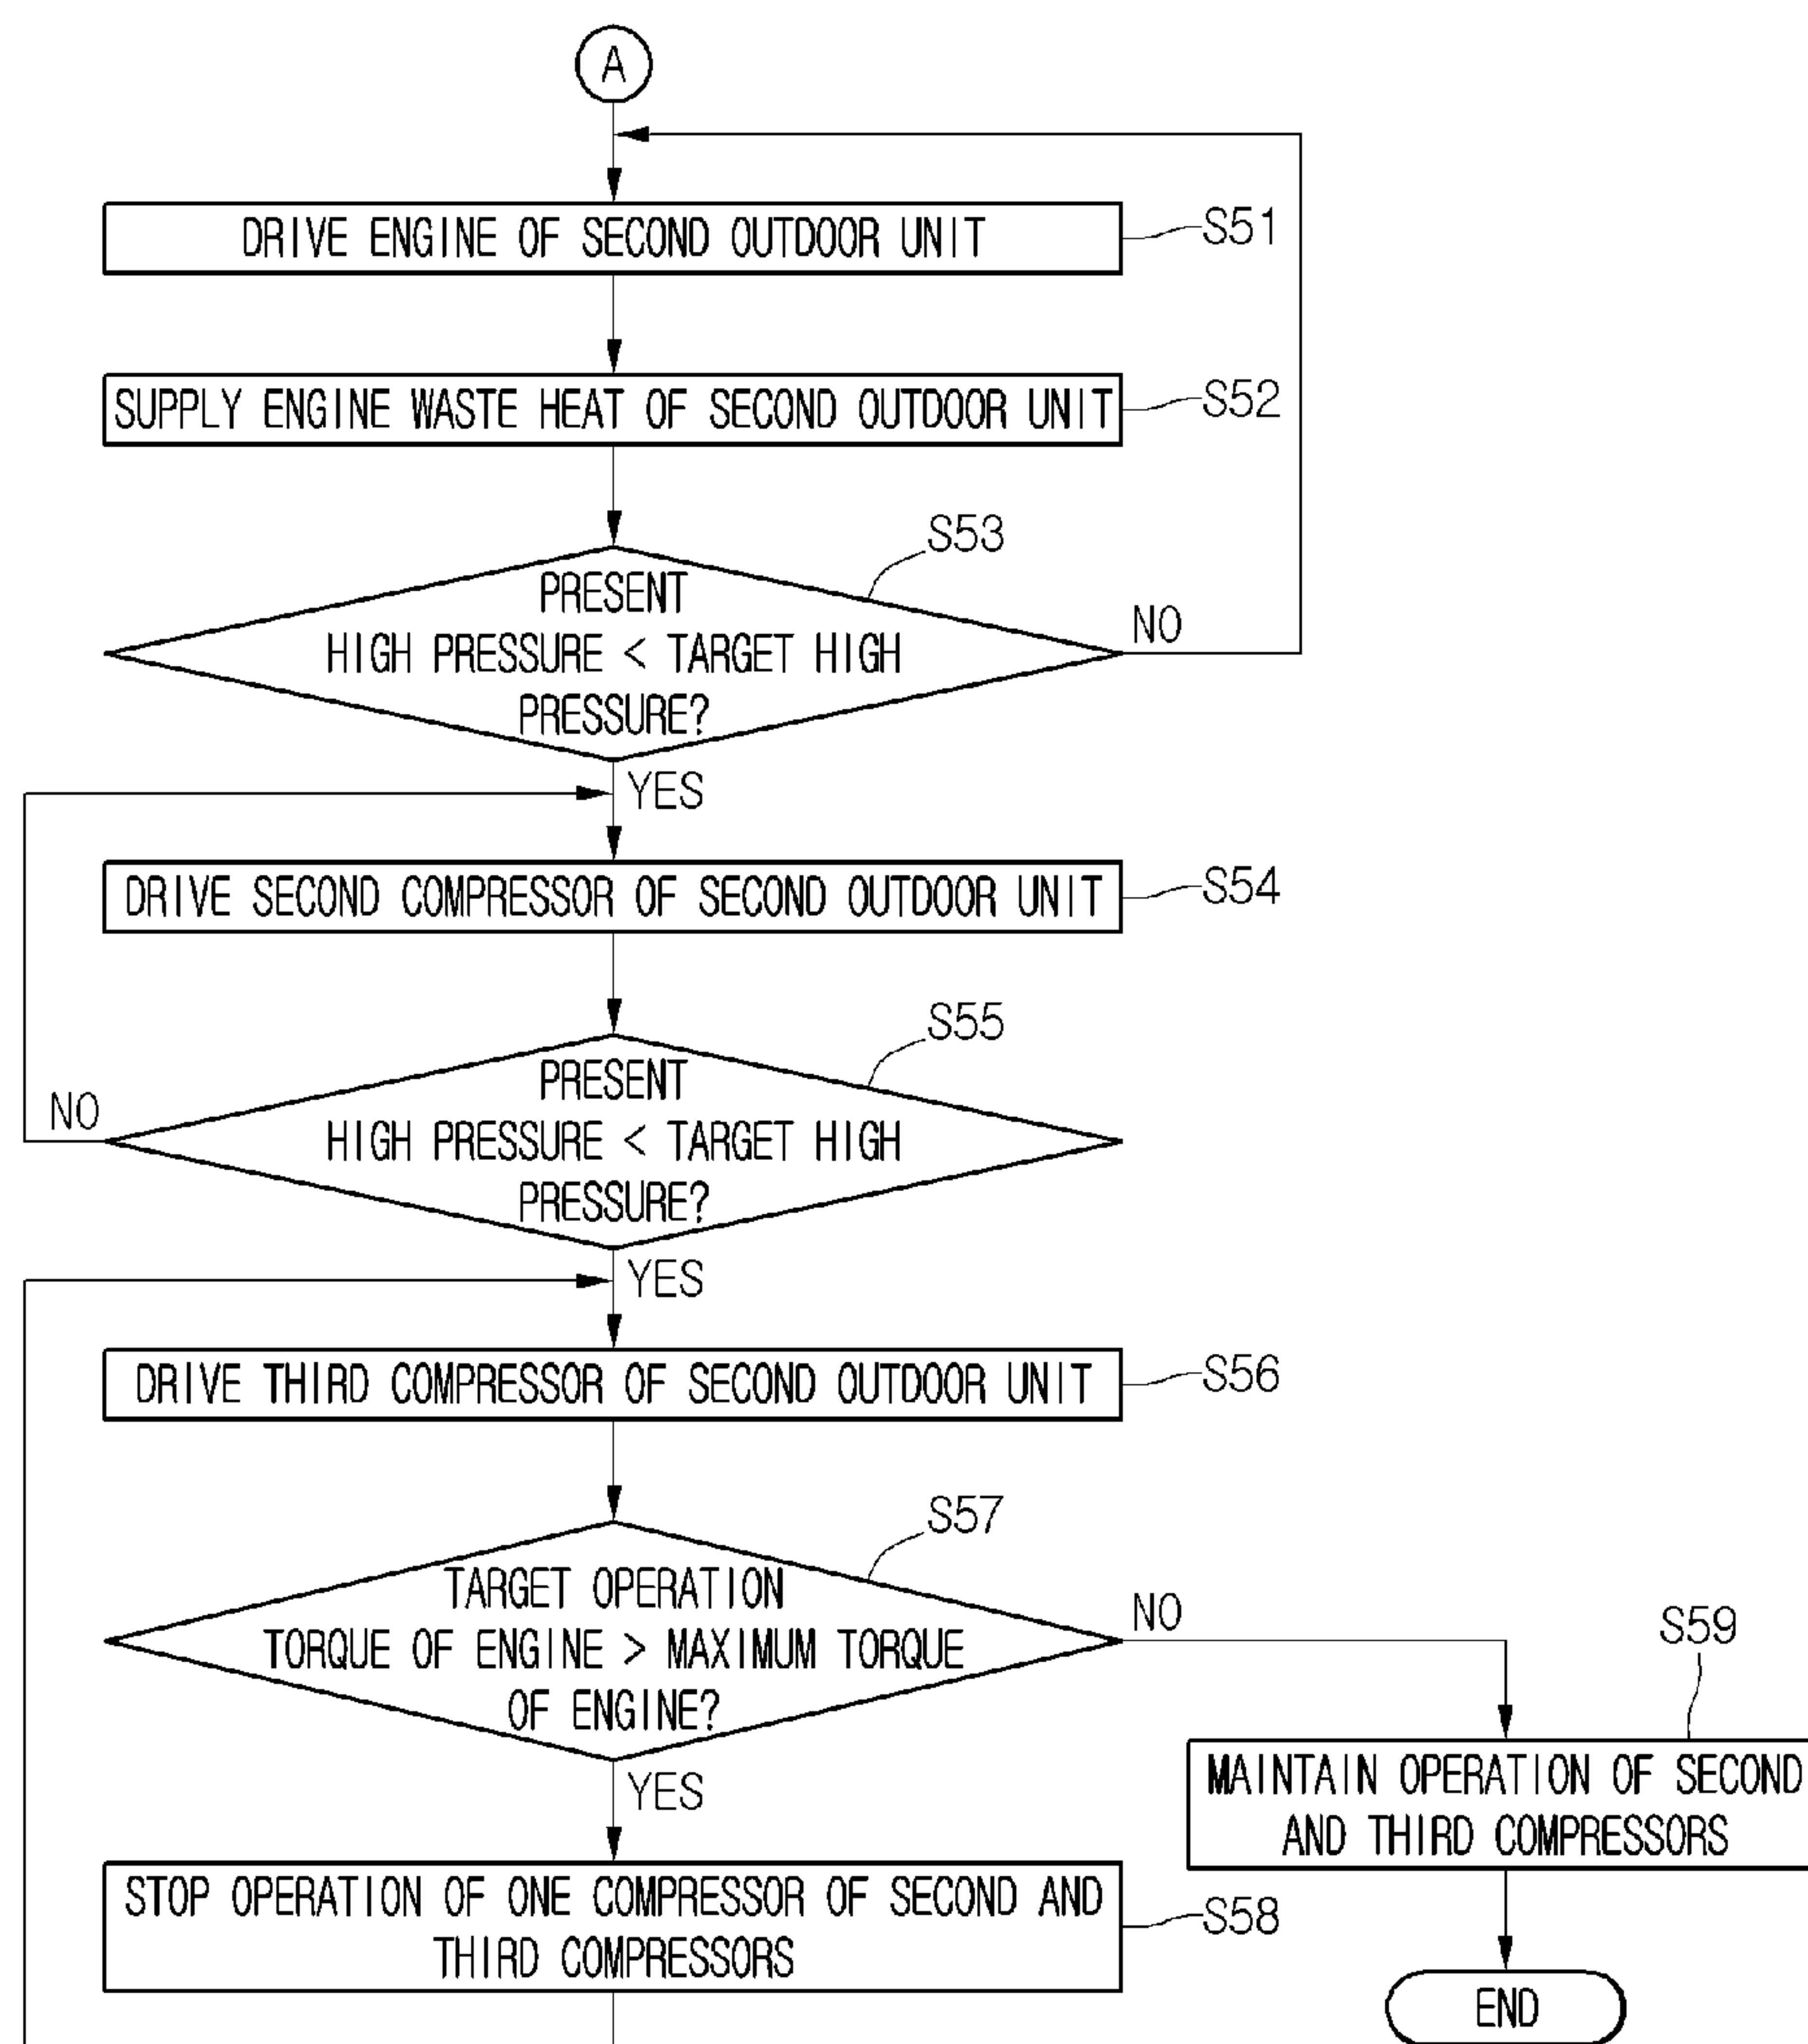 A
DRIVE ENGINE OF SECOND OUTDOOR UNIT
S51
SUPPLY ENGINE WASTE HEAT OF SECOND OUTDOOR UNIT
S52
S53
PRESENT
HIGH PRESSURE < TARGET HIGH
PRESSURE?
NO
YES
DRIVE SECOND COMPRESSOR OF SECOND OUTDOOR UNIT
S54
S55
PRESENT
HIGH PRESSURE < TARGET HIGH
PRESSURE?
NO
YES
DRIVE THIRD COMPRESSOR OF SECOND OUTDOOR UNIT
S56
S57
TARGET OPERATION
TORQUE OF ENGINE > MAXIMUM TORQUE
OF ENGINE?
NO
YES
S59
MAINTAIN OPERATION OF SECOND
AND THIRD COMPRESSORS
STOP OPERATION OF ONE COMPRESSOR OF SECOND AND
THIRD COMPRESSORS
S58
END